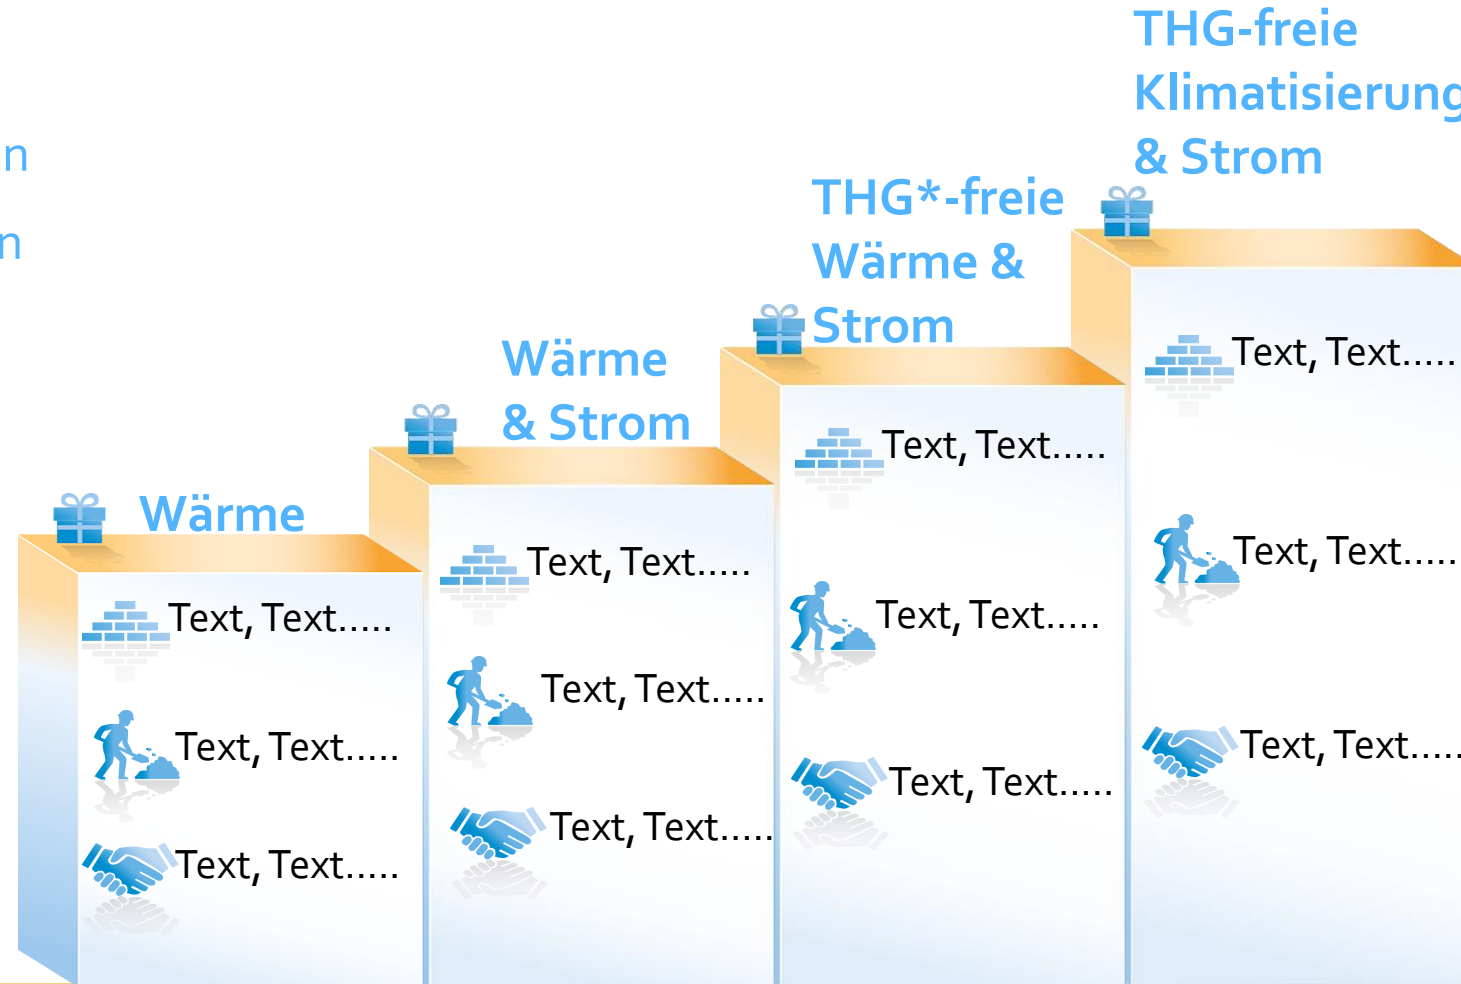 n
n
Wärme
Text, Text.....
Text, Text.....
Text, Text.....
Wärme
& Strom
Text, Text.....
Text, Text.....
Text, Text.....
THG*-freie
Wärme &
Strom
Text, Text.....
Text, Text.....
Text, Text.....
THG-freie
Klimatisierung
& Strom
Text, Text.....
Text, Text.....
Text, Text.....